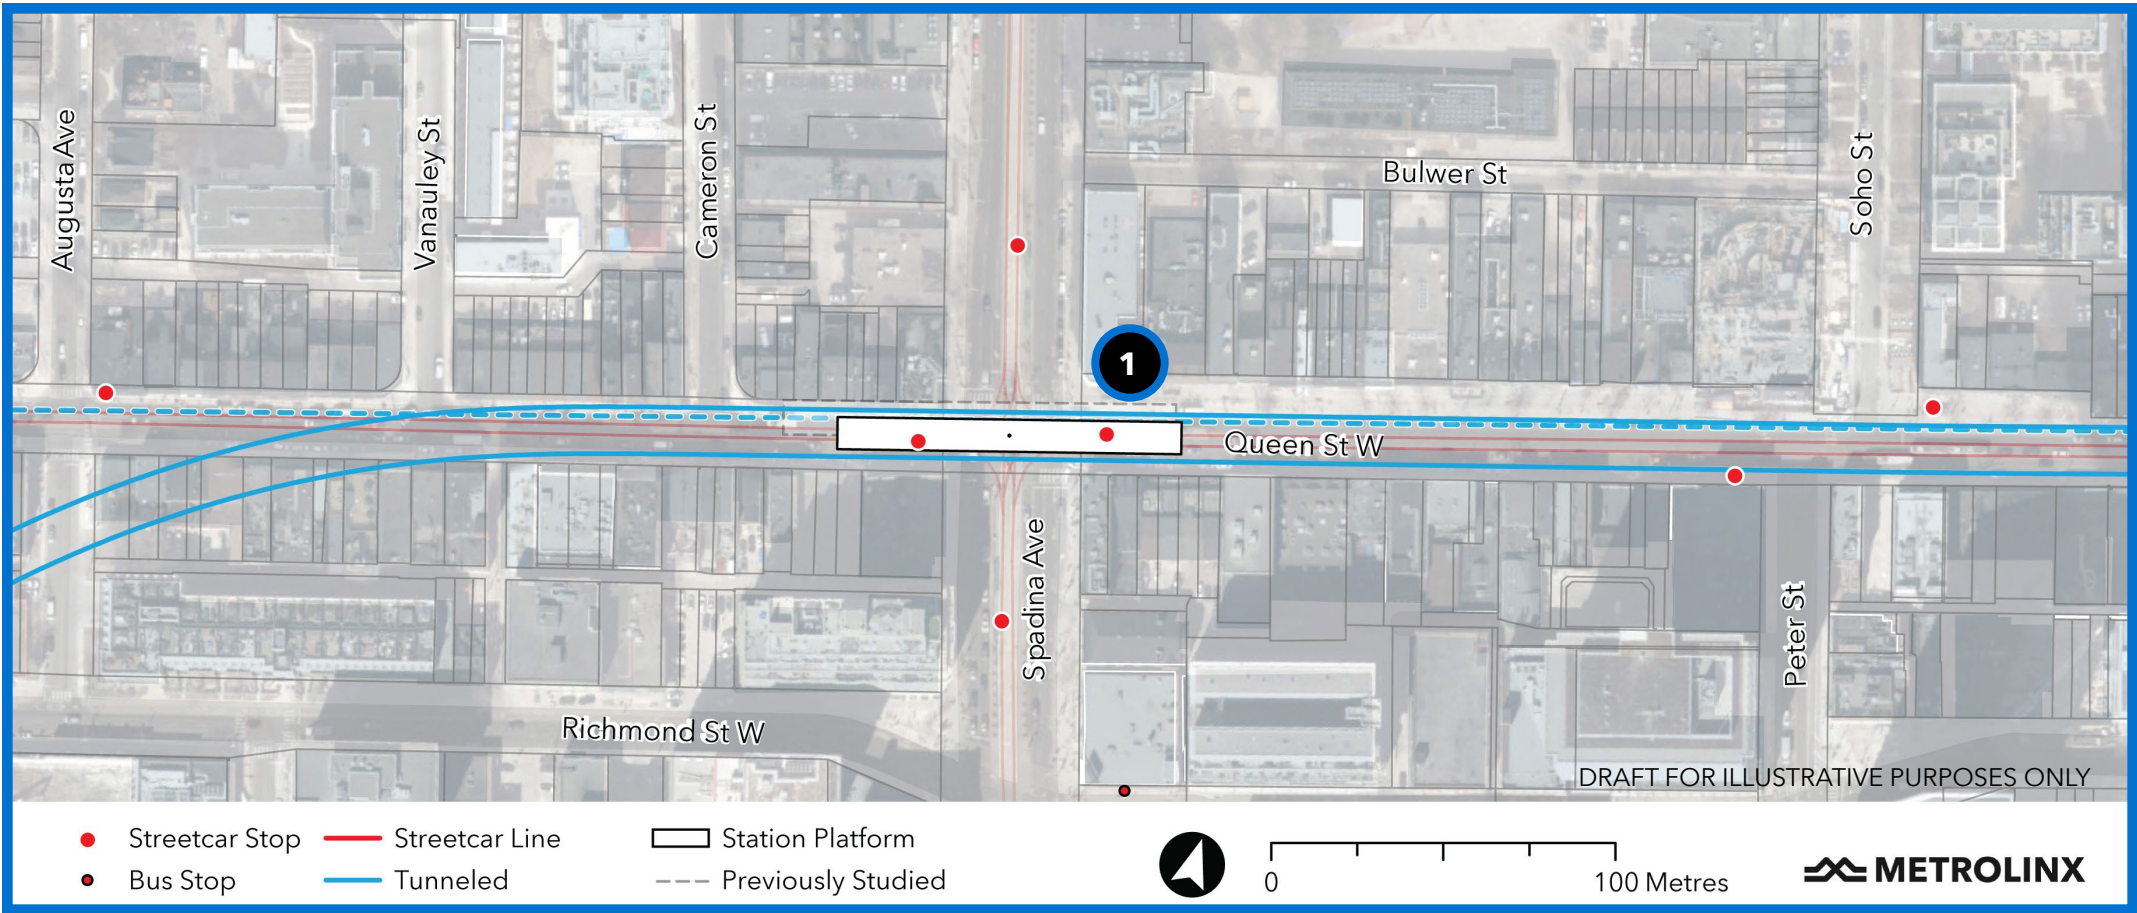 Augusta Ave
Vanauley St
Cameron St
Bulwer St
Soho St
1
Queen St W
Spadina Ave
Peter St
Richmond St W
DRAFT FOR ILLUSTRATIVE PURPOSES ONLY
Streetcar Stop
Streetcar Line
Station Platform
Bus Stop
Tunneled
Previously Studied
0
100 Metres
METROLINX